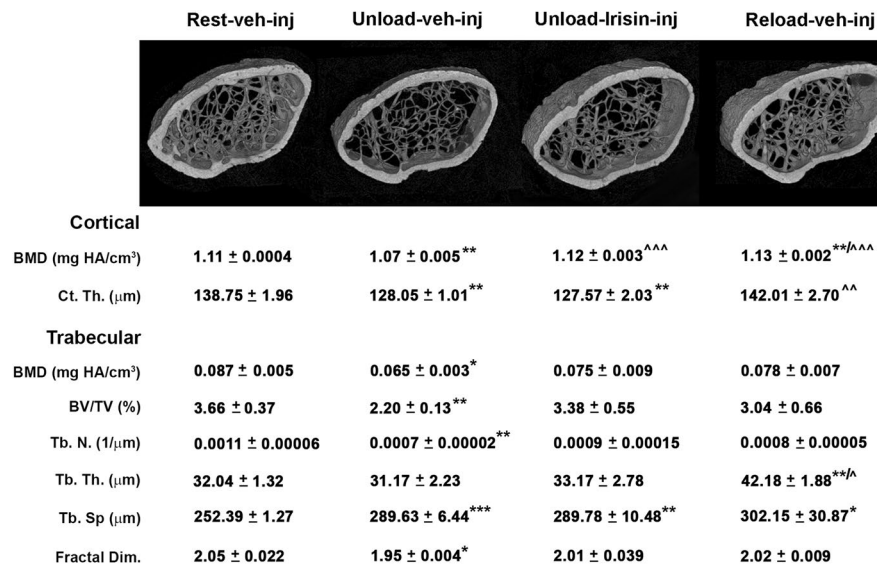 Rest-veh-inj Unload-veh-inj Unload-Irisin-inj Reload-veh-inj
Cortical
BMD (mg HA/cm³) 1.11 ± 0.0004 1.07 ± 0.005** 1.12 ± 0.003^^^ 1.13 ± 0.002**/^^^
Ct. Th. (μm) 138.75 ± 1.96 128.05 ± 1.01** 127.57 ± 2.03** 142.01 ± 2.70^^
Trabecular
BMD (mg HA/cm³) 0.087 ± 0.005 0.065 ± 0.003* 0.075 ± 0.009 0.078 ± 0.007
BV/TV (%) 3.66 ± 0.37 2.20 ± 0.13** 3.38 ± 0.55 3.04 ± 0.66
Tb. N. (1/μm) 0.0011 ± 0.00006 0.0007 ± 0.00002** 0.0009 ± 0.00015 0.0008 ± 0.00005
Tb. Th. (μm) 32.04 ± 1.32 31.17 ± 2.23 33.17 ± 2.78 42.18 ± 1.88**/^
Tb. Sp (μm) 252.39 ± 1.27 289.63 ± 6.44*** 289.78 ± 10.48** 302.15 ± 30.87*
Fractal Dim. 2.05 ± 0.022 1.95 ± 0.004* 2.01 ± 0.039 2.02 ± 0.009